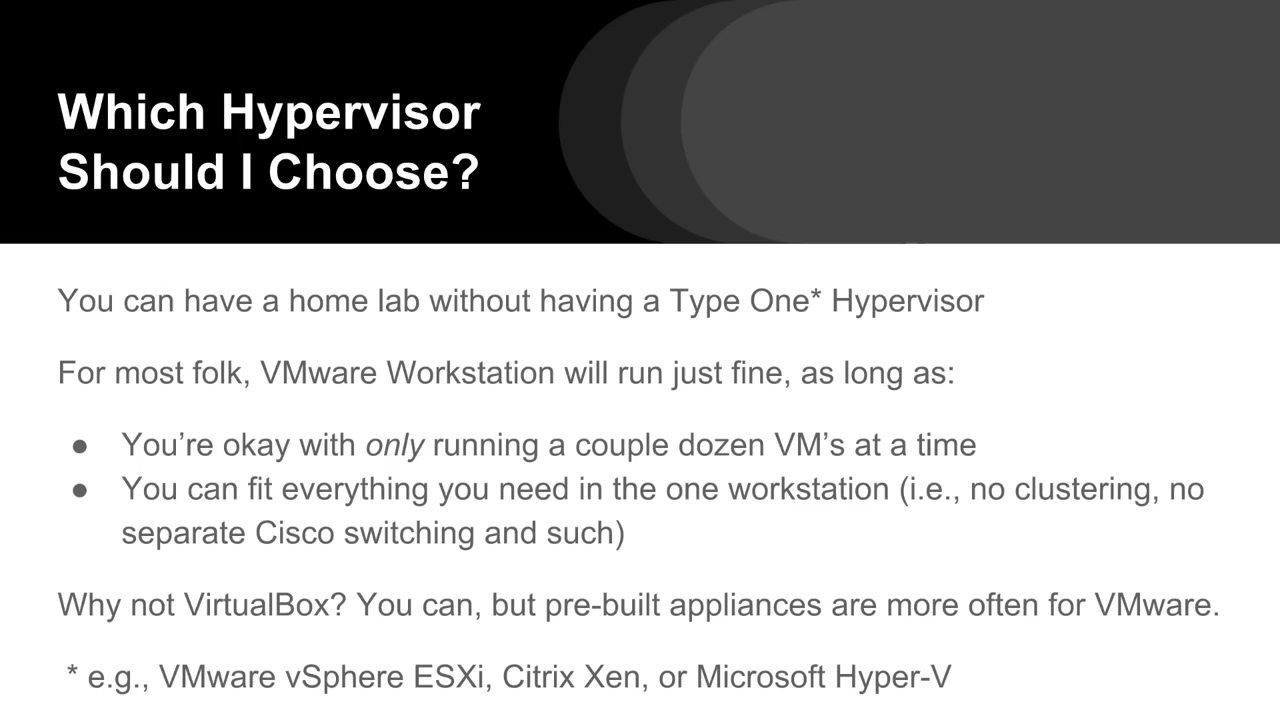 Which Hypervisor
Should I Choose?
You can have a home lab without having a Type One* Hypervisor
For most folk, VMware Workstation will run just fine, as long as:
● You’re okay with only running a couple dozen VM’s at a time
● You can fit everything you need in the one workstation (i.e., no clustering, no
separate Cisco switching and such)
Why not VirtualBox? You can, but pre-built appliances are more often for VMware.
* e.g., VMware vSphere ESXi, Citrix Xen, or Microsoft Hyper-V